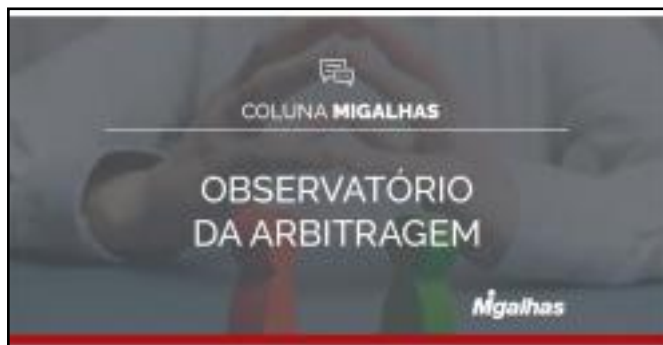 COLUNA MIGALHAS
OBSERVATÓRIO
DA ARBITRAGEM
Migalhas